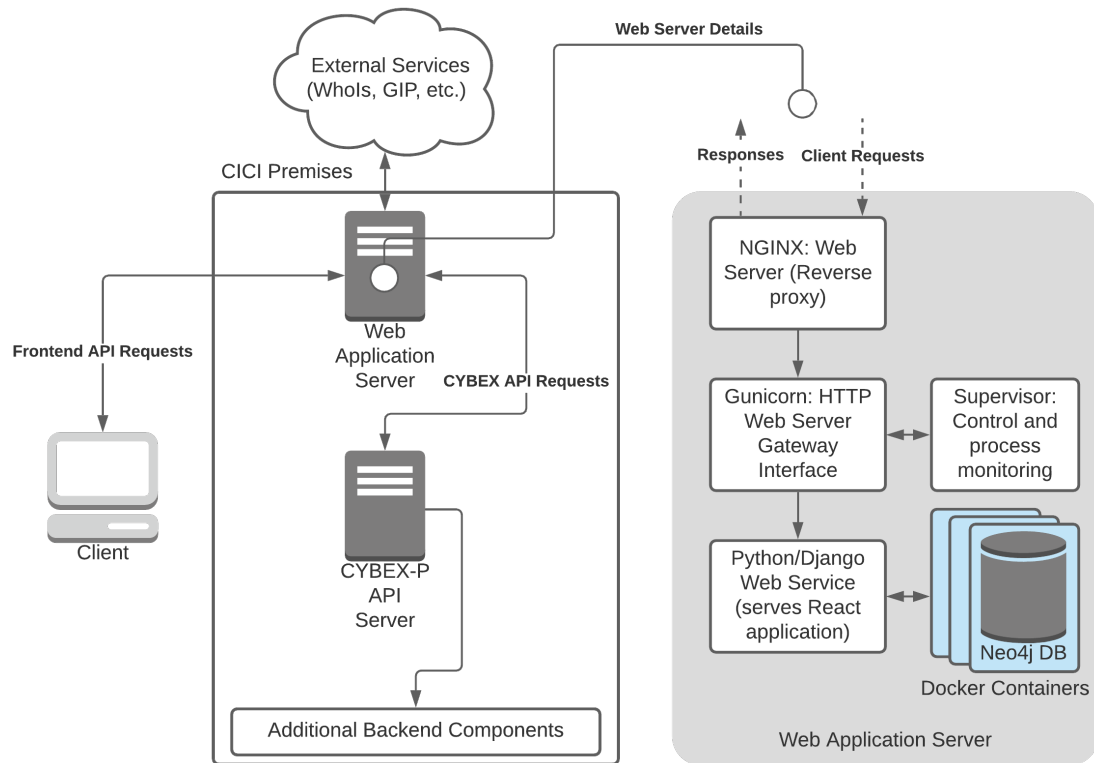 Web Server Details
External Services
(WhoIs, GIP, etc.)
CICI Premises
Responses
Client Requests
Web
Application
Server
Frontend API Requests
CYBEX API Requests
Client
CYBEX-P
API
Server
Additional Backend Components
NGINX: Web
Server (Reverse
proxy)
Gunicorn: HTTP
Web Server
Gateway
Interface
Supervisor:
Control and
process
monitoring
Python/Django
Web Service
(serves React
application)
Neo4j DB
Docker Containers
Web Application Server